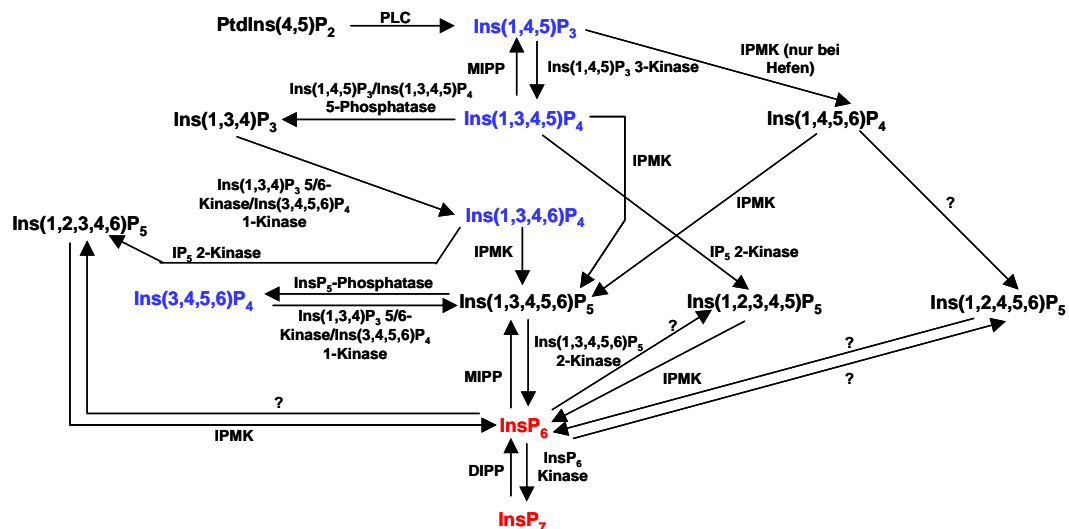 PtdIns(4,5)P₂
PLC
Ins(1,4,5)P₃
IPMK (nur bei
Hefen)
MIPP
Ins(1,4,5)P₃ 3-Kinase
Ins(1,4,5)P₃/Ins(1,3,4,5)P₄
5-Phosphatase
Ins(1,3,4)P₃
Ins(1,3,4,5)P₄
Ins(1,4,5,6)P₄
IPMK
Ins(1,3,4)P₃ 5/6-
Kinase/Ins(3,4,5,6)P₄
1-Kinase
IPMK
?
Ins(1,2,3,4,6)P₅
Ins(1,3,4,6)P₄
IP₅ 2-Kinase
IPMK
IP₅ 2-Kinase
InsP₅-Phosphatase
Ins(3,4,5,6)P₄
Ins(1,3,4,5,6)P₅
Ins(1,2,3,4,5)P₅
Ins(1,2,4,5,6)P₅
Ins(1,3,4)P₃ 5/6-
Kinase/Ins(3,4,5,6)P₄
1-Kinase
?
Ins(1,3,4,5,6)P₅
2-Kinase
MIPP
IPMK
?
?
?
IPMK
InsP₆
DIPP
InsP₆
Kinase
InsP₇